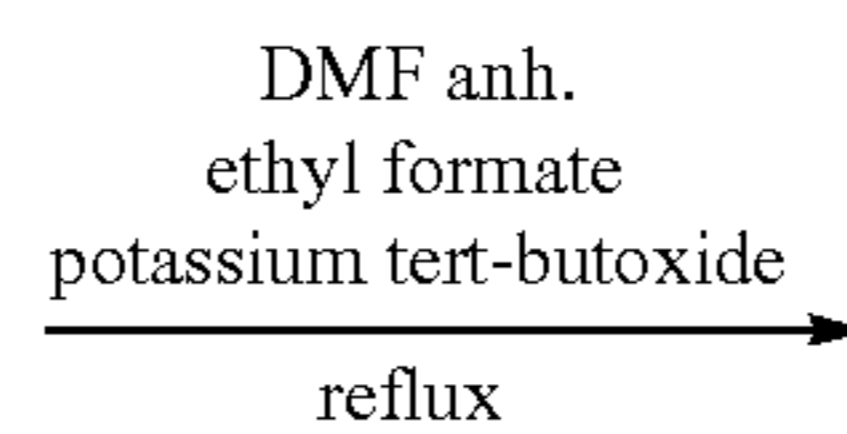 DMF anh.
ethyl formate
potassium tert-butoxide
reflux